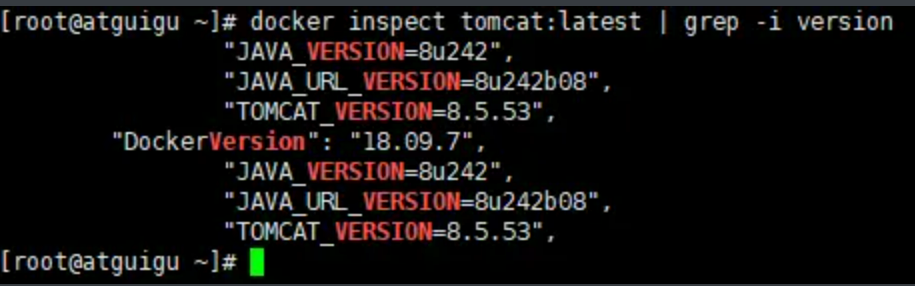 [root@atguigu ~]# docker inspect tomcat:latest | grep -i version
"JAVA_VERSION=8u242",
"JAVA_URL_VERSION=8u242b08",
"TOMCAT_VERSION=8.5.53",
"DockerVersion": "18.09.7",
"JAVA_VERSION=8u242",
"JAVA_URL_VERSION=8u242b08",
"TOMCAT_VERSION=8.5.53",
[root@atguigu ~]#